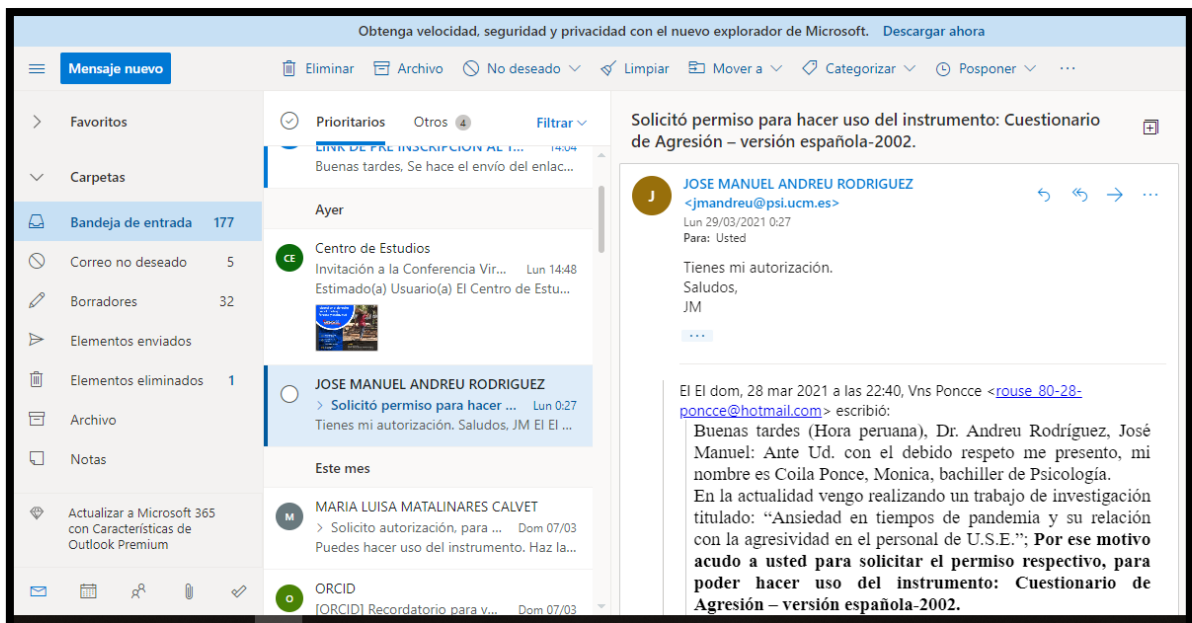 Obtenga velocidad, seguridad y privacidad con el nuevo explorador de Microsoft. Descargar ahora
Mensaje nuevo
Eliminar Archivo No deseado Limpiar Mover a Categorizar Posponer ...
Favoritos
Carpetas
Bandeja de entrada 177
Correo no deseado 5
Borradores 32
Elementos enviados
Elementos eliminados 1
Archivo
Notas
Actualizar a Microsoft 365
con Características de
Outlook Premium
Prioritarios Otros 4 Filtrar
LINK DE PRE INSCRIPCIÓN AL T... 14:04
Buenas tardes, Se hace el envío del enlac...
Ayer
CE
Centro de Estudios
Invitación a la Conferencia Vir... Lun 14:48
Estimado(a) Usuario(a) El Centro de Estu...
JOSE MANUEL ANDREU RODRIGUEZ
> Solicitó permiso para hacer ... Lun 0:27
Tienes mi autorización. Saludos, JM El El ...
Este mes
M
MARIA LUISA MATALINARES CALVET
> Solicito autorización, para ... Dom 07/03
Puedes hacer uso del instrumento. Haz la...
O
ORCID
[ORCID] Recordatorio para v... Dom 07/03
Solicitó permiso para hacer uso del instrumento: Cuestionario
de Agresión – versión española-2002.
J
JOSE MANUEL ANDREU RODRIGUEZ
<jmandreu@psi.ucm.es>
Lun 29/03/2021 0:27
Para: Usted
Tienes mi autorización.
Saludos,
JM
...
El El dom, 28 mar 2021 a las 22:40, Vns Poncce <rouse_80-28-
poncce@hotmail.com> escribió:
Buenas tardes (Hora peruana), Dr. Andreu Rodríguez, José
Manuel: Ante Ud. con el debido respeto me presento, mi
nombre es Coila Ponce, Monica, bachiller de Psicología.
En la actualidad vengo realizando un trabajo de investigación
titulado: “Ansiedad en tiempos de pandemia y su relación
con la agresividad en el personal de U.S.E.”; Por ese motivo
acudo a usted para solicitar el permiso respectivo, para
poder hacer uso del instrumento: Cuestionario de
Agresión – versión española-2002.